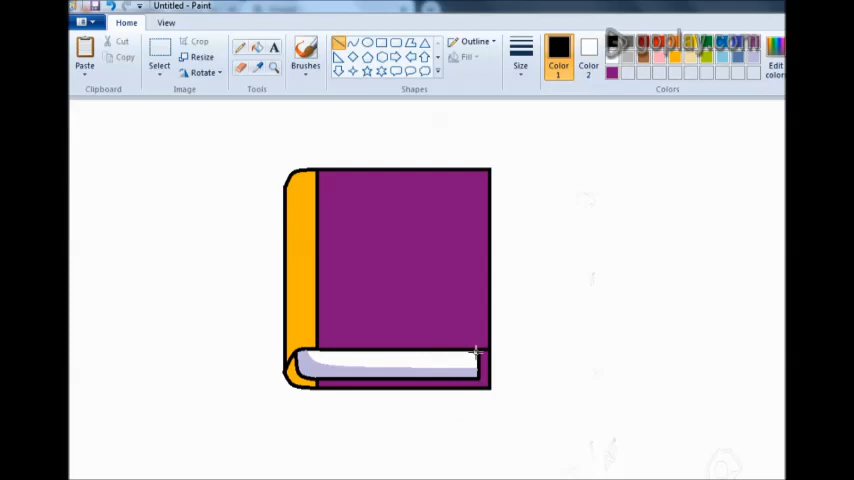 Untitled - Paint
Home View
Paste
Cut
Copy
Clipboard
Select
Crop
Resize
Rotate
Image
A
Tools
Brushes
Outline
Fill
Shapes
Size
Color
1
Color
2
Edit
colors
Colors